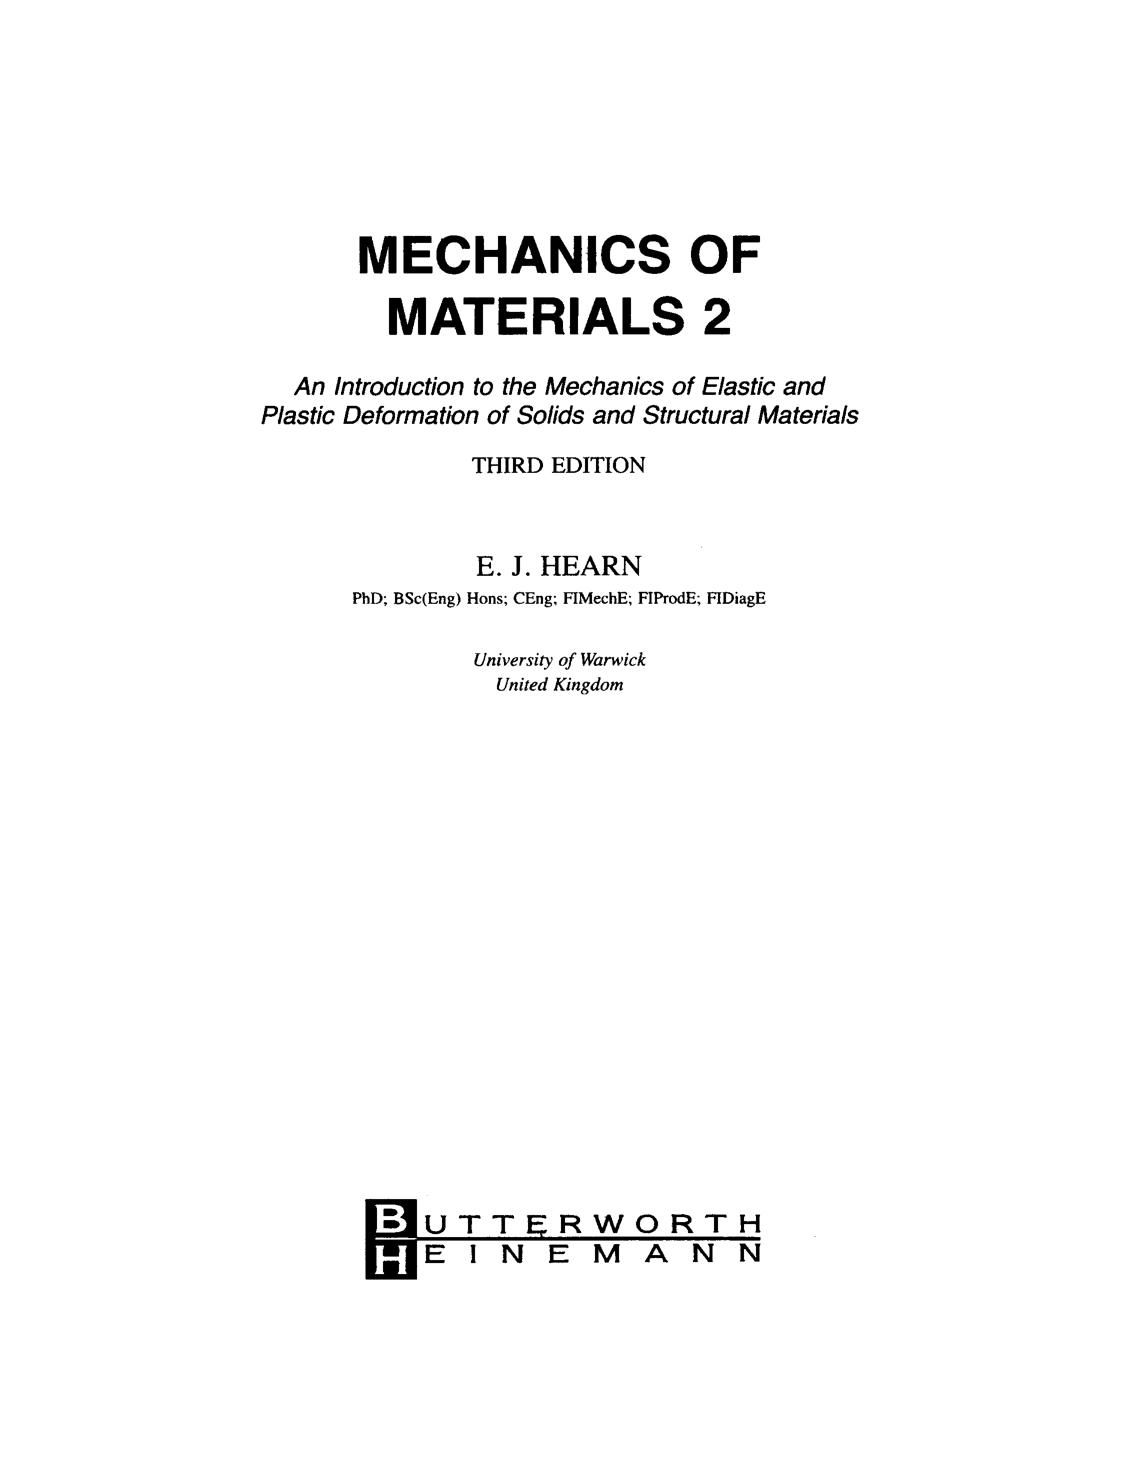 MECHANICS OF
MATERIALS 2
An Introduction to the Mechanics of Elastic and
Plastic Deformation of Solids and Structural Materials
THIRD EDITION
E. J. HEARN
PhD; BSc(Eng) Hons; CEng; FIMechE; FIProdE; FIDiagE
University of Warwick
United Kingdom
BUTTERWORTH
HEINEMANN